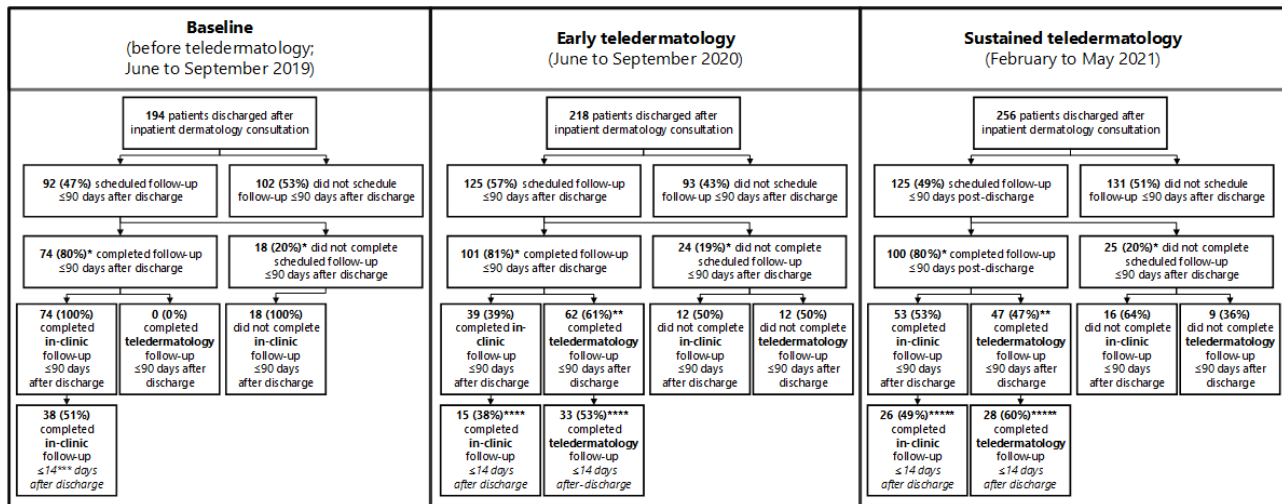 Baseline
(before teledermatology;
June to September 2019)
194 patients discharged after
inpatient dermatology consultation
92 (47%) scheduled follow-up
≤90 days after discharge
102 (53%) did not schedule
follow-up ≤90 days after discharge
74 (80%)* completed follow-up
≤90 days after discharge
18 (20%)* did not complete
scheduled follow-up
≤90 days after discharge
74 (100%)
completed
in-clinic
follow-up
≤90 days
after discharge
0 (0%)
completed
teledermatology
follow-up
≤90 days after
discharge
18 (100%)
did not complete
in-clinic
follow-up
≤90 days
after discharge
38 (51%)
completed
in-clinic
follow-up
≤14*** days
after discharge
Early teledermatology
(June to September 2020)
218 patients discharged after
inpatient dermatology consultation
125 (57%) scheduled follow-up
≤90 days after discharge
93 (43%) did not schedule
follow-up ≤90 days after discharge
101 (81%)* completed follow-up
≤90 days after discharge
24 (19%)* did not complete
scheduled follow-up
≤90 days after discharge
39 (39%)
completed in-
clinic
follow-up
≤90 days
after discharge
62 (61%)**
completed
teledermatology
follow-up
≤90 days after
discharge
12 (50%)
did not complete
in-clinic
follow-up
≤90 days
after discharge
12 (50%)
did not complete
teledermatology
follow-up
≤90 days after
discharge
15 (38%)****
completed
in-clinic
follow-up
≤14 days
after discharge
33 (53%)****
completed
teledermatology
follow-up
≤14 days
after-discharge
Sustained teledermatology
(February to May 2021)
256 patients discharged after
inpatient dermatology consultation
125 (49%) scheduled follow-up
≤90 days post-discharge
131 (51%) did not schedule
follow-up ≤90 days after discharge
100 (80%)* completed follow-up
≤90 days post-discharge
25 (20%)* did not complete
scheduled follow-up
≤90 days after discharge
53 (53%)
completed
in-clinic
follow-up
≤90 days
after discharge
47 (47%)**
completed
teledermatology
follow-up
≤90 days after
discharge
16 (64%)
did not complete
in-clinic
follow-up
≤90 days
after discharge
9 (36%)
did not complete
teledermatology
follow-up
≤90 days after
discharge
26 (49%)*****
completed
in-clinic
follow-up
≤14 days
after discharge
28 (60%)*****
completed
teledermatology
follow-up
≤14 days
after discharge